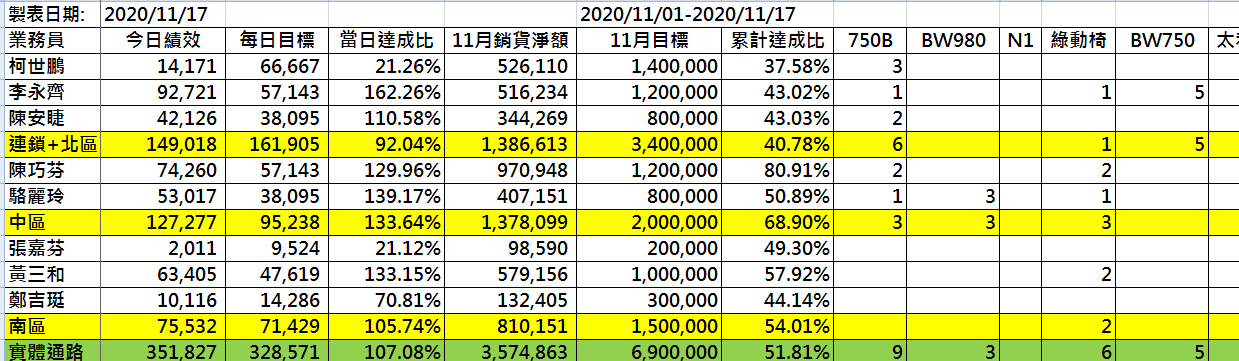 製表日期: 2020/11/17 2020/11/01-2020/11/17
業務員 今日績效 每日目標 當日達成比 11月銷貨淨額 11月目標 累計達成比 750B BW980 N1 綠動椅 BW750
柯世鵬 14,171 66,667 21.26% 526,110 1,400,000 37.58% 3
李永齊 92,721 57,143 162.26% 516,234 1,200,000 43.02% 1 1 5
陳安睫 42,126 38,095 110.58% 344,269 800,000 43.03% 2
連鎖+北區 149,018 161,905 92.04% 1,386,613 3,400,000 40.78% 6 1 5
陳巧芬 74,260 57,143 129.96% 970,948 1,200,000 80.91% 2 2
駱麗玲 53,017 38,095 139.17% 407,151 800,000 50.89% 1 3 1
中區 127,277 95,238 133.64% 1,378,099 2,000,000 68.90% 3 3 3
張嘉芬 2,011 9,524 21.12% 98,590 200,000 49.30%
黃三和 63,405 47,619 133.15% 579,156 1,000,000 57.92% 2
鄭吉珽 10,116 14,286 70.81% 132,405 300,000 44.14%
南區 75,532 71,429 105.74% 810,151 1,500,000 54.01% 2
實體通路 351,827 328,571 107.08% 3,574,863 6,900,000 51.81% 9 3 6 5